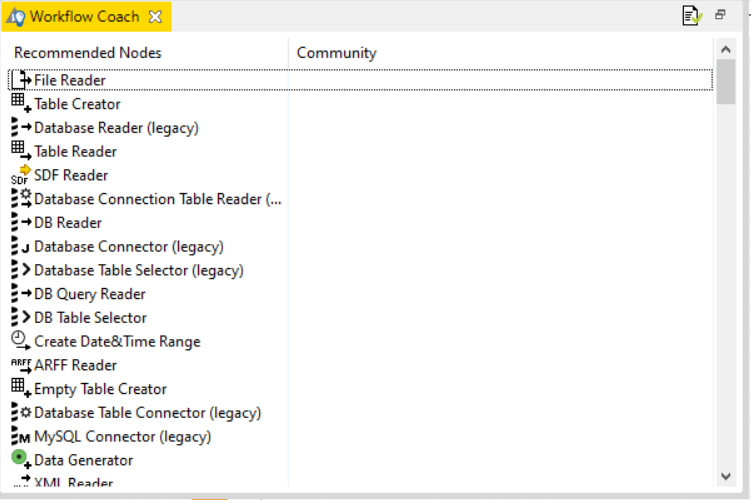 Workflow Coach
Recommended Nodes Community
File Reader
Table Creator
Database Reader (legacy)
Table Reader
SDF SDF Reader
Database Connection Table Reader (...
DB Reader
J Database Connector (legacy)
Database Table Selector (legacy)
DB Query Reader
DB Table Selector
Create Date&Time Range
ARFF ARFF Reader
Empty Table Creator
Database Table Connector (legacy)
M MySQL Connector (legacy)
Data Generator
XML Reader